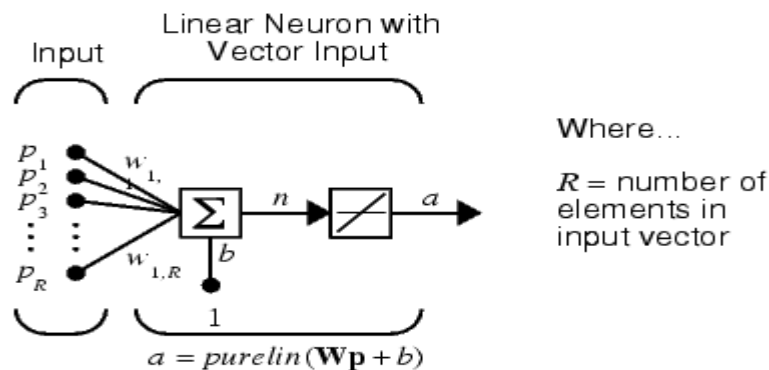 Input
Linear Neuron with
Vector Input
p1
p2
p3
pR
w1,1
w1,R
Σ
n
a
b
1
a = purelin(Wp + b)
Where...
R = number of
elements in
input vector